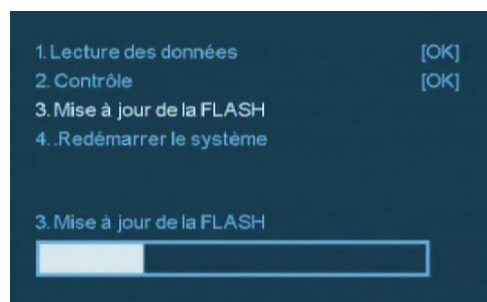 1. Lecture des données [OK]
2. Contrôle [OK]
3. Mise à jour de la FLASH
4. .Redémarrer le système
3. Mise à jour de la FLASH